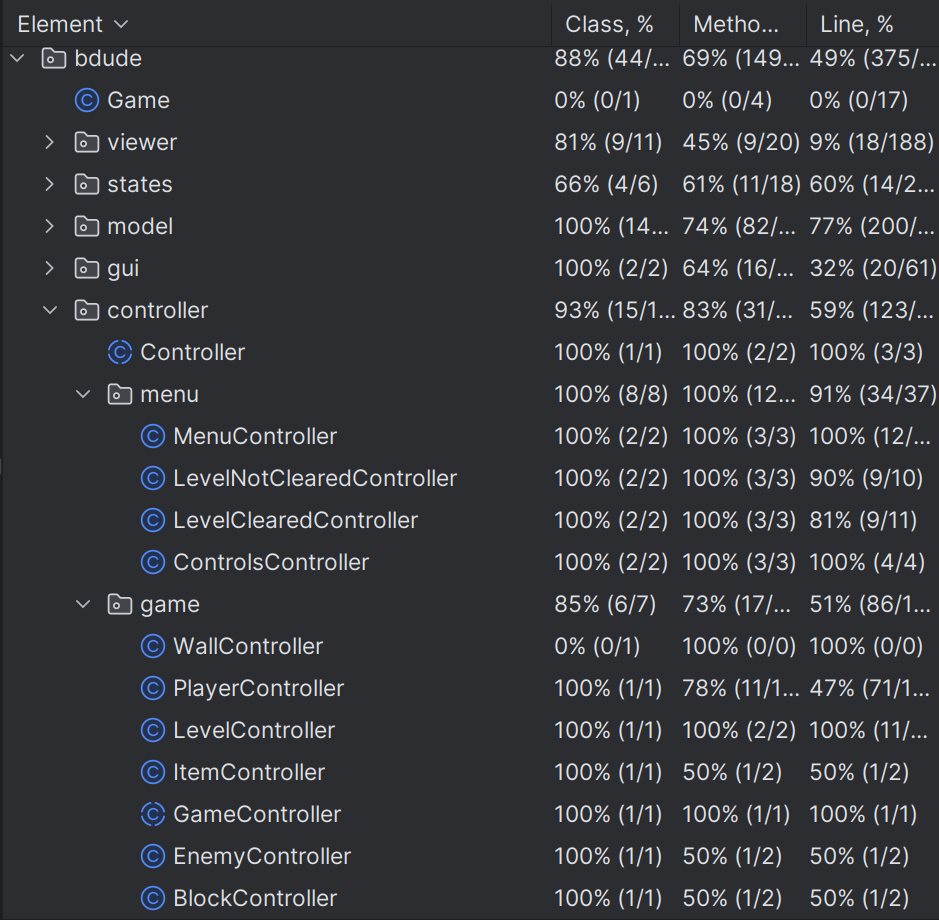 Element Class, % Metho... Line, %
bdude 88% (44/... 69% (149... 49% (375/...
C Game 0% (0/1) 0% (0/4) 0% (0/17)
viewer 81% (9/11) 45% (9/20) 9% (18/188)
states 66% (4/6) 61% (11/18) 60% (14/2...
model 100% (14... 74% (82/... 77% (200/...
gui 100% (2/2) 64% (16/... 32% (20/61)
controller 93% (15/1... 83% (31/... 59% (123/...
C Controller 100% (1/1) 100% (2/2) 100% (3/3)
menu 100% (8/8) 100% (12... 91% (34/37)
C MenuController 100% (2/2) 100% (3/3) 100% (12/...
C LevelNotClearedController 100% (2/2) 100% (3/3) 90% (9/10)
C LevelClearedController 100% (2/2) 100% (3/3) 81% (9/11)
C ControlsController 100% (2/2) 100% (3/3) 100% (4/4)
game 85% (6/7) 73% (17/... 51% (86/1...
C WallController 0% (0/1) 100% (0/0) 100% (0/0)
C PlayerController 100% (1/1) 78% (11/1... 47% (71/1...
C LevelController 100% (1/1) 100% (2/2) 100% (11/...
C ItemController 100% (1/1) 50% (1/2) 50% (1/2)
C GameController 100% (1/1) 100% (1/1) 100% (1/1)
C EnemyController 100% (1/1) 50% (1/2) 50% (1/2)
C BlockController 100% (1/1) 50% (1/2) 50% (1/2)